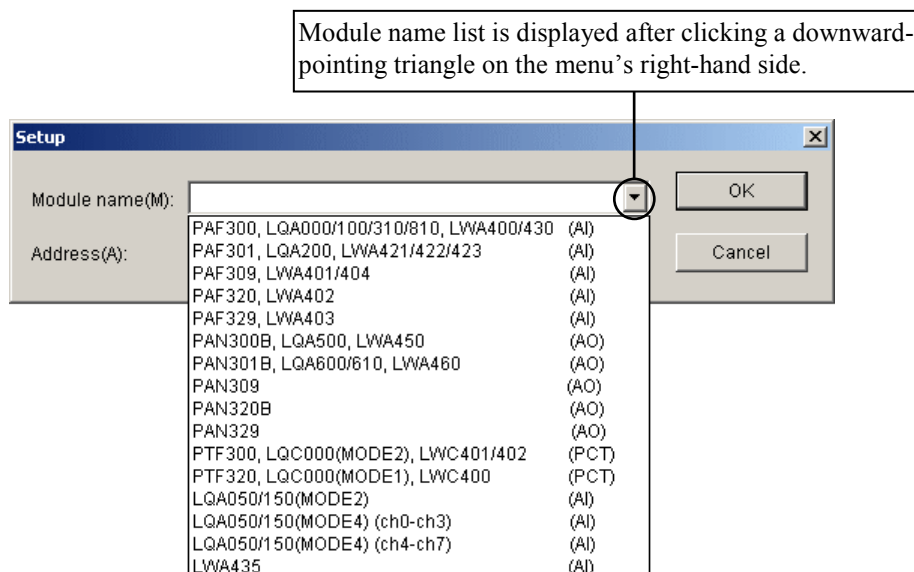 Module name list is displayed after clicking a downward-
pointing triangle on the menu's right-hand side.
Setup
Module name(M):
OK
Address(A):
Cancel
PAF300, LQA000/100/310/810, LWA400/430 (AI)
PAF301, LQA200, LWA421/422/423 (AI)
PAF309, LWA401/404 (AI)
PAF320, LWA402 (AI)
PAF329, LWA403 (AI)
PAN300B, LQA500, LWA450 (AO)
PAN301B, LQA600/610, LWA460 (AO)
PAN309 (AO)
PAN320B (AO)
PAN329 (AO)
PTF300, LQC000(MODE2), LWC401/402 (PCT)
PTF320, LQC000(MODE1), LWC400 (PCT)
LQA050/150(MODE2) (AI)
LQA050/150(MODE4) (ch0-ch3) (AI)
LQA050/150(MODE4) (ch4-ch7) (AI)
LWA435 (AI)